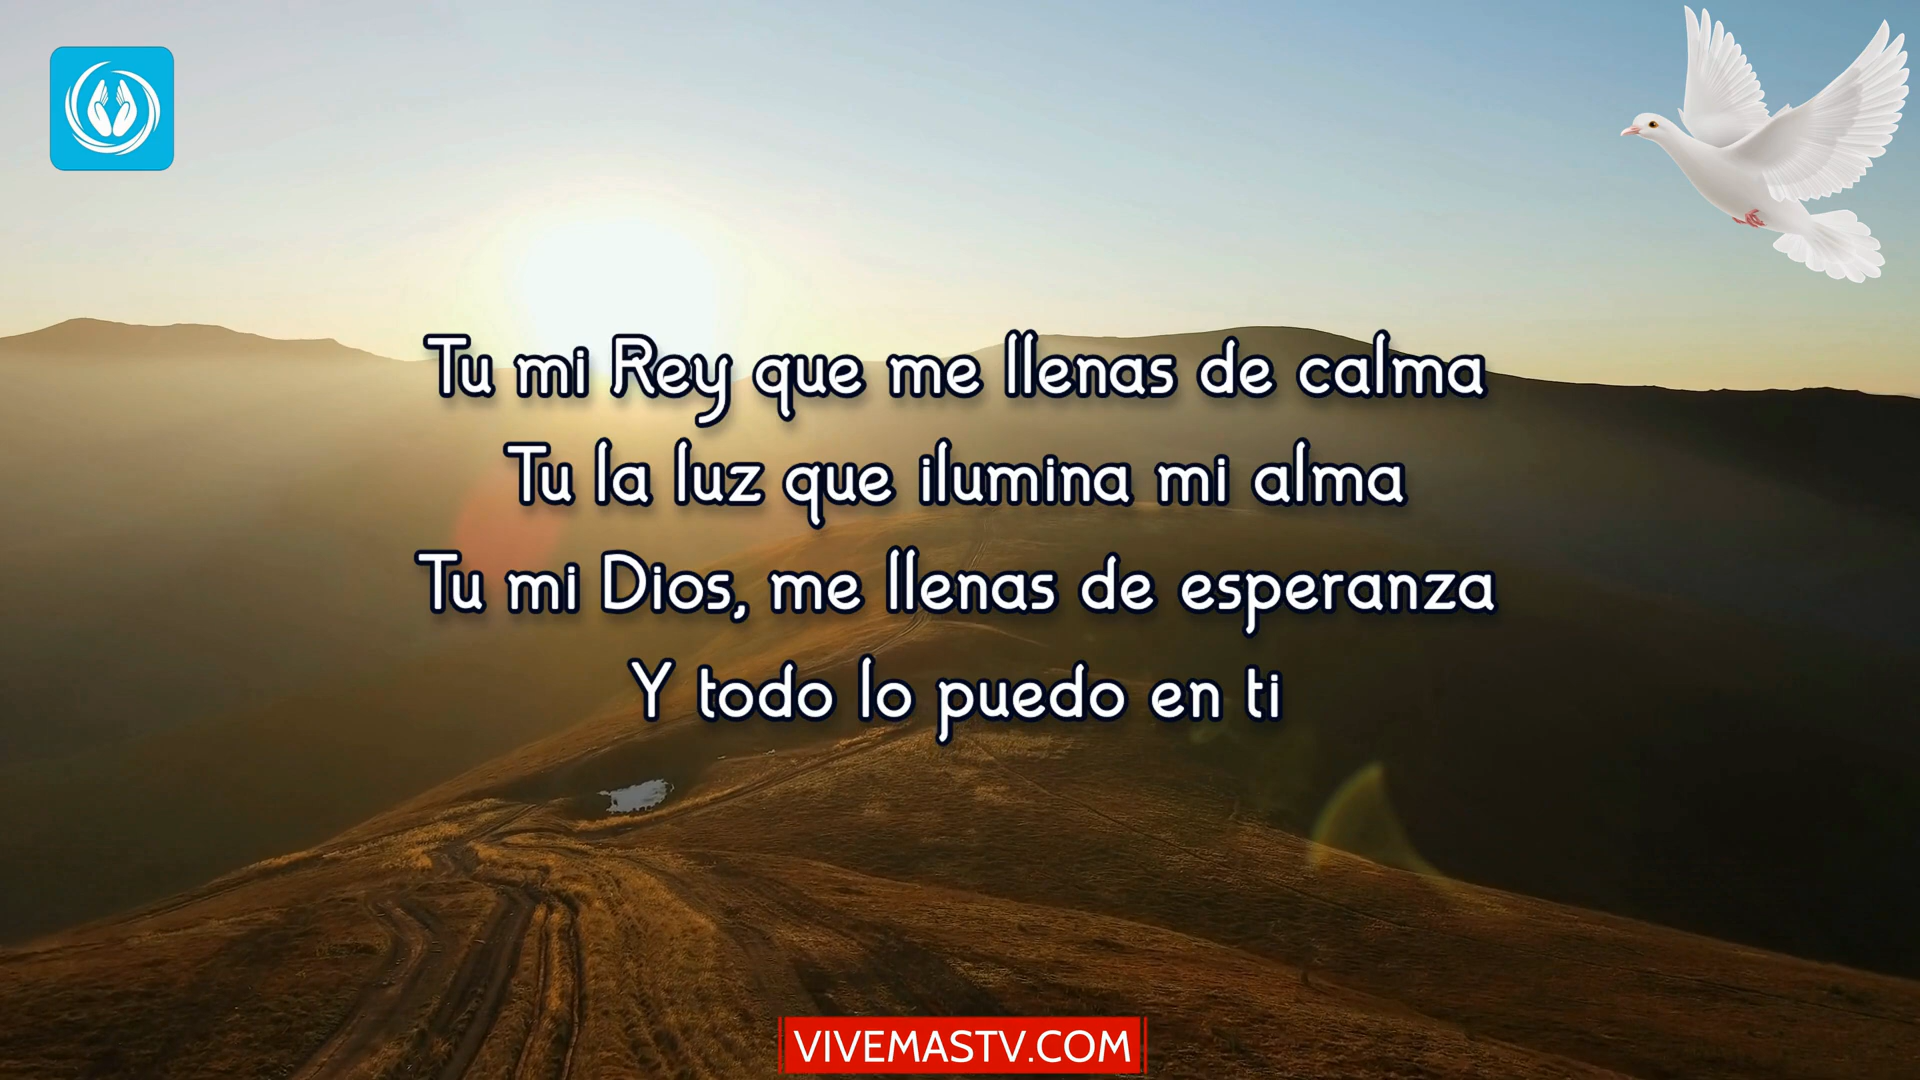 Tu mi Rey que me llenas de calma
Tu la luz que ilumina mi alma
Tu mi Dios, me llenas de esperanza
Y todo lo puedo en ti
VIVEMASTV.COM